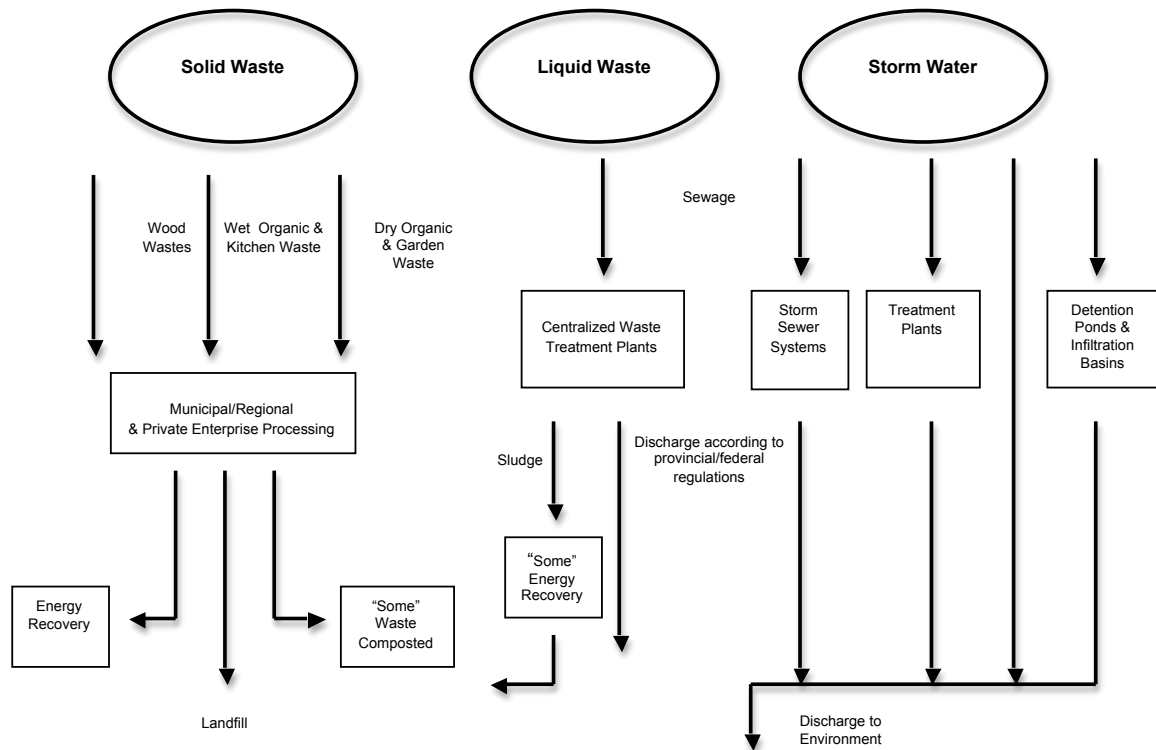 Solid Waste
Liquid Waste
Storm Water
Sewage
Wood
Wastes
Wet Organic &
Kitchen Waste
Dry Organic
& Garden
Waste
Centralized Waste
Treatment Plants
Storm
Sewer
Systems
Treatment
Plants
Detention
Ponds &
Infiltration
Basins
Municipal/Regional
& Private Enterprise Processing
Sludge
Discharge according to
provincial/federal
regulations
Energy
Recovery
“Some”
Waste
Composted
“Some”
Energy
Recovery
Landfill
Discharge to
Environment